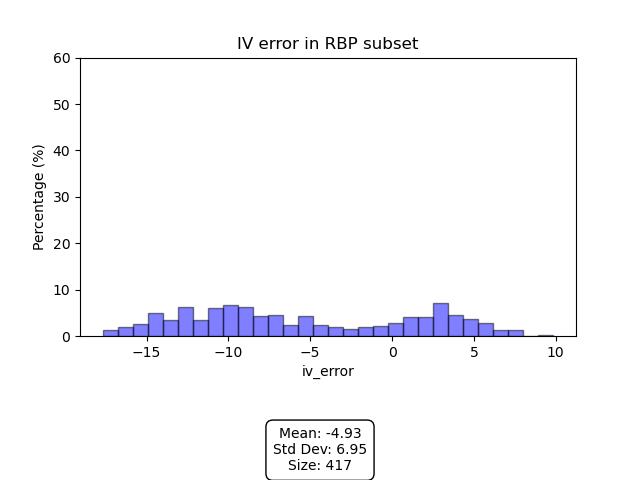 IV error in RBP subset
60
50
40
30
20
10
0
Percentage (%)
−15
−10
−5
0
5
10
iv_error
Mean: -4.93
Std Dev: 6.95
Size: 417